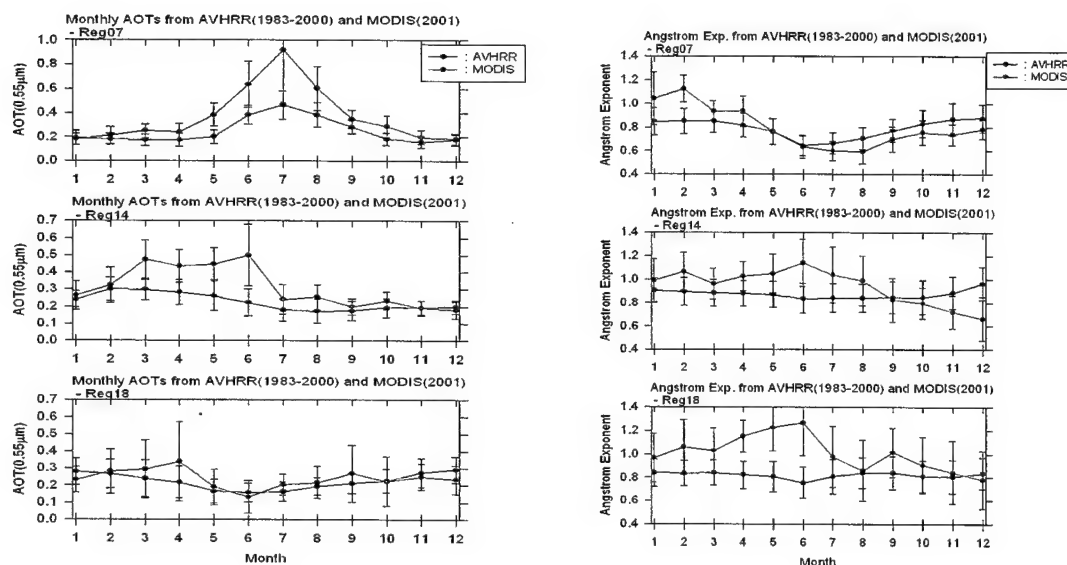 Monthly AOTs from AVHRR(1983-2000) and MODIS(2001)
- Reg07
: AVHRR
: MODIS
AOT(0.55μm)
1.0
0.8
0.6
0.4
0.2
0.0
1 2 3 4 5 6 7 8 9 10 11 12
Month
Monthly AOTs from AVHRR(1983-2000) and MODIS(2001)
- Reg14
AOT(0.55μm)
0.7
0.6
0.5
0.4
0.3
0.2
0.1
0.0
1 2 3 4 5 6 7 8 9 10 11 12
Month
Monthly AOTs from AVHRR(1983-2000) and MODIS(2001)
- Reg18
AOT(0.55μm)
0.7
0.6
0.5
0.4
0.3
0.2
0.1
0.0
1 2 3 4 5 6 7 8 9 10 11 12
Month
Angstrom Exp. from AVHRR(1983-2000) and MODIS(2001)
- Reg07
: AVHRR
: MODIS
Angstrom Exponent
1.4
1.2
1.0
0.8
0.6
0.4
1 2 3 4 5 6 7 8 9 10 11 12
Month
Angstrom Exp. from AVHRR(1983-2000) and MODIS(2001)
- Reg14
Angstrom Exponent
1.4
1.2
1.0
0.8
0.6
0.4
1 2 3 4 5 6 7 8 9 10 11 12
Month
Angstrom Exp. from AVHRR(1983-2000) and MODIS(2001)
- Reg18
Angstrom Exponent
1.4
1.2
1.0
0.8
0.6
0.4
1 2 3 4 5 6 7 8 9 10 11 12
Month